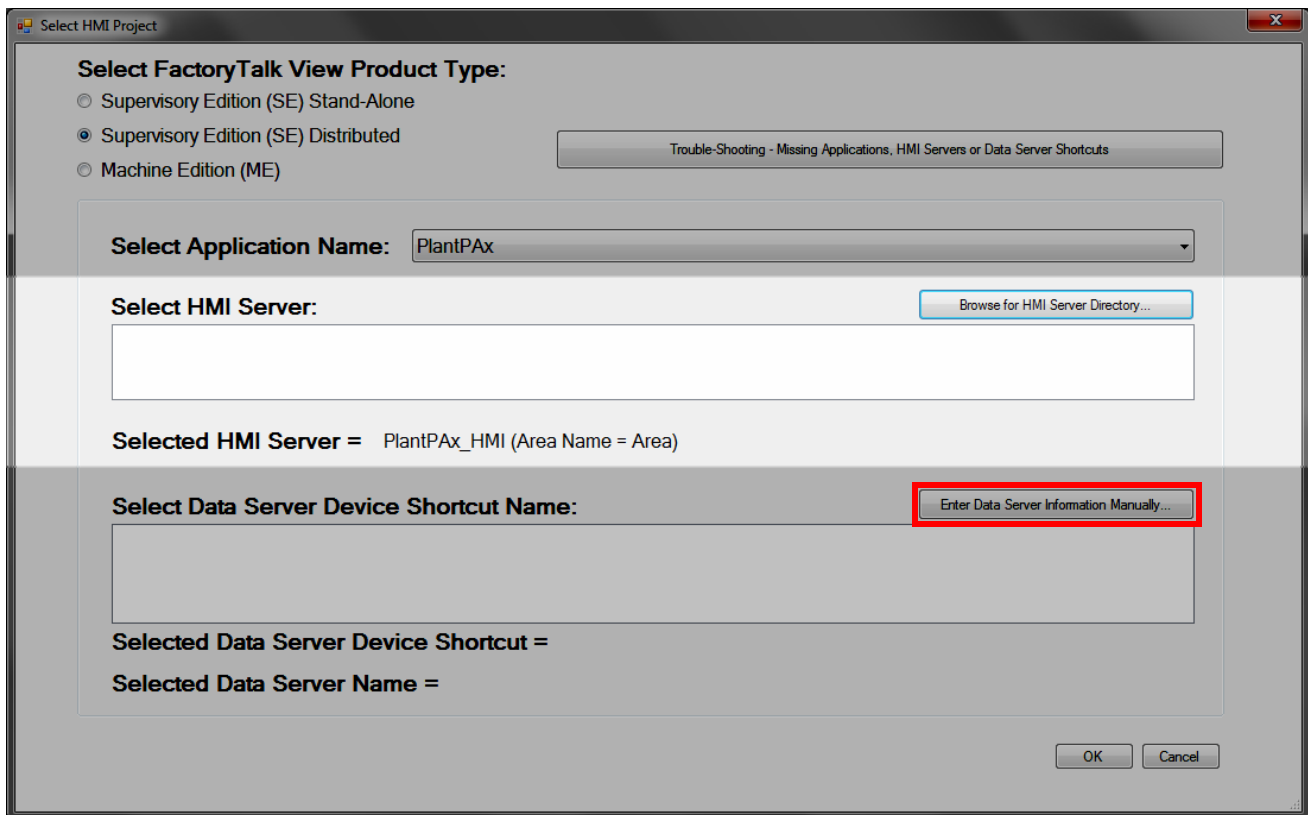 Select HMI Project
Select FactoryTalk View Product Type:
Supervisory Edition (SE) Stand-Alone
Supervisory Edition (SE) Distributed
Machine Edition (ME)
Trouble-Shooting - Missing Applications, HMI Servers or Data Server Shortcuts
Select Application Name: PlantPAx
Select HMI Server: Browse for HMI Server Directory...
Selected HMI Server = PlantPAx_HMI (Area Name = Area)
Select Data Server Device Shortcut Name: Enter Data Server Information Manually...
Selected Data Server Device Shortcut =
Selected Data Server Name =
OK Cancel